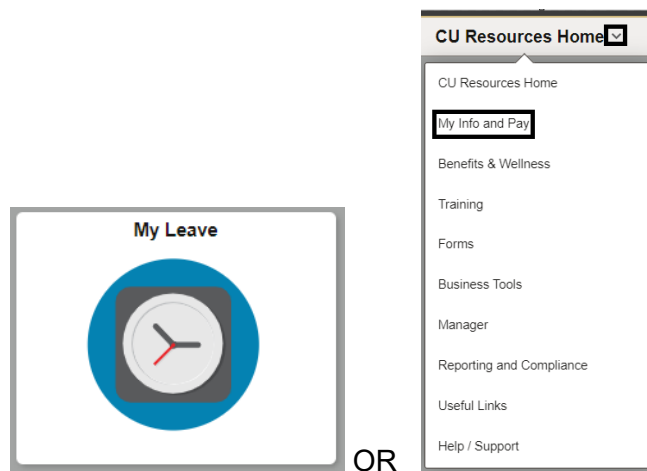 My Leave
OR
CU Resources Home
CU Resources Home
My Info and Pay
Benefits & Wellness
Training
Forms
Business Tools
Manager
Reporting and Compliance
Useful Links
Help / Support